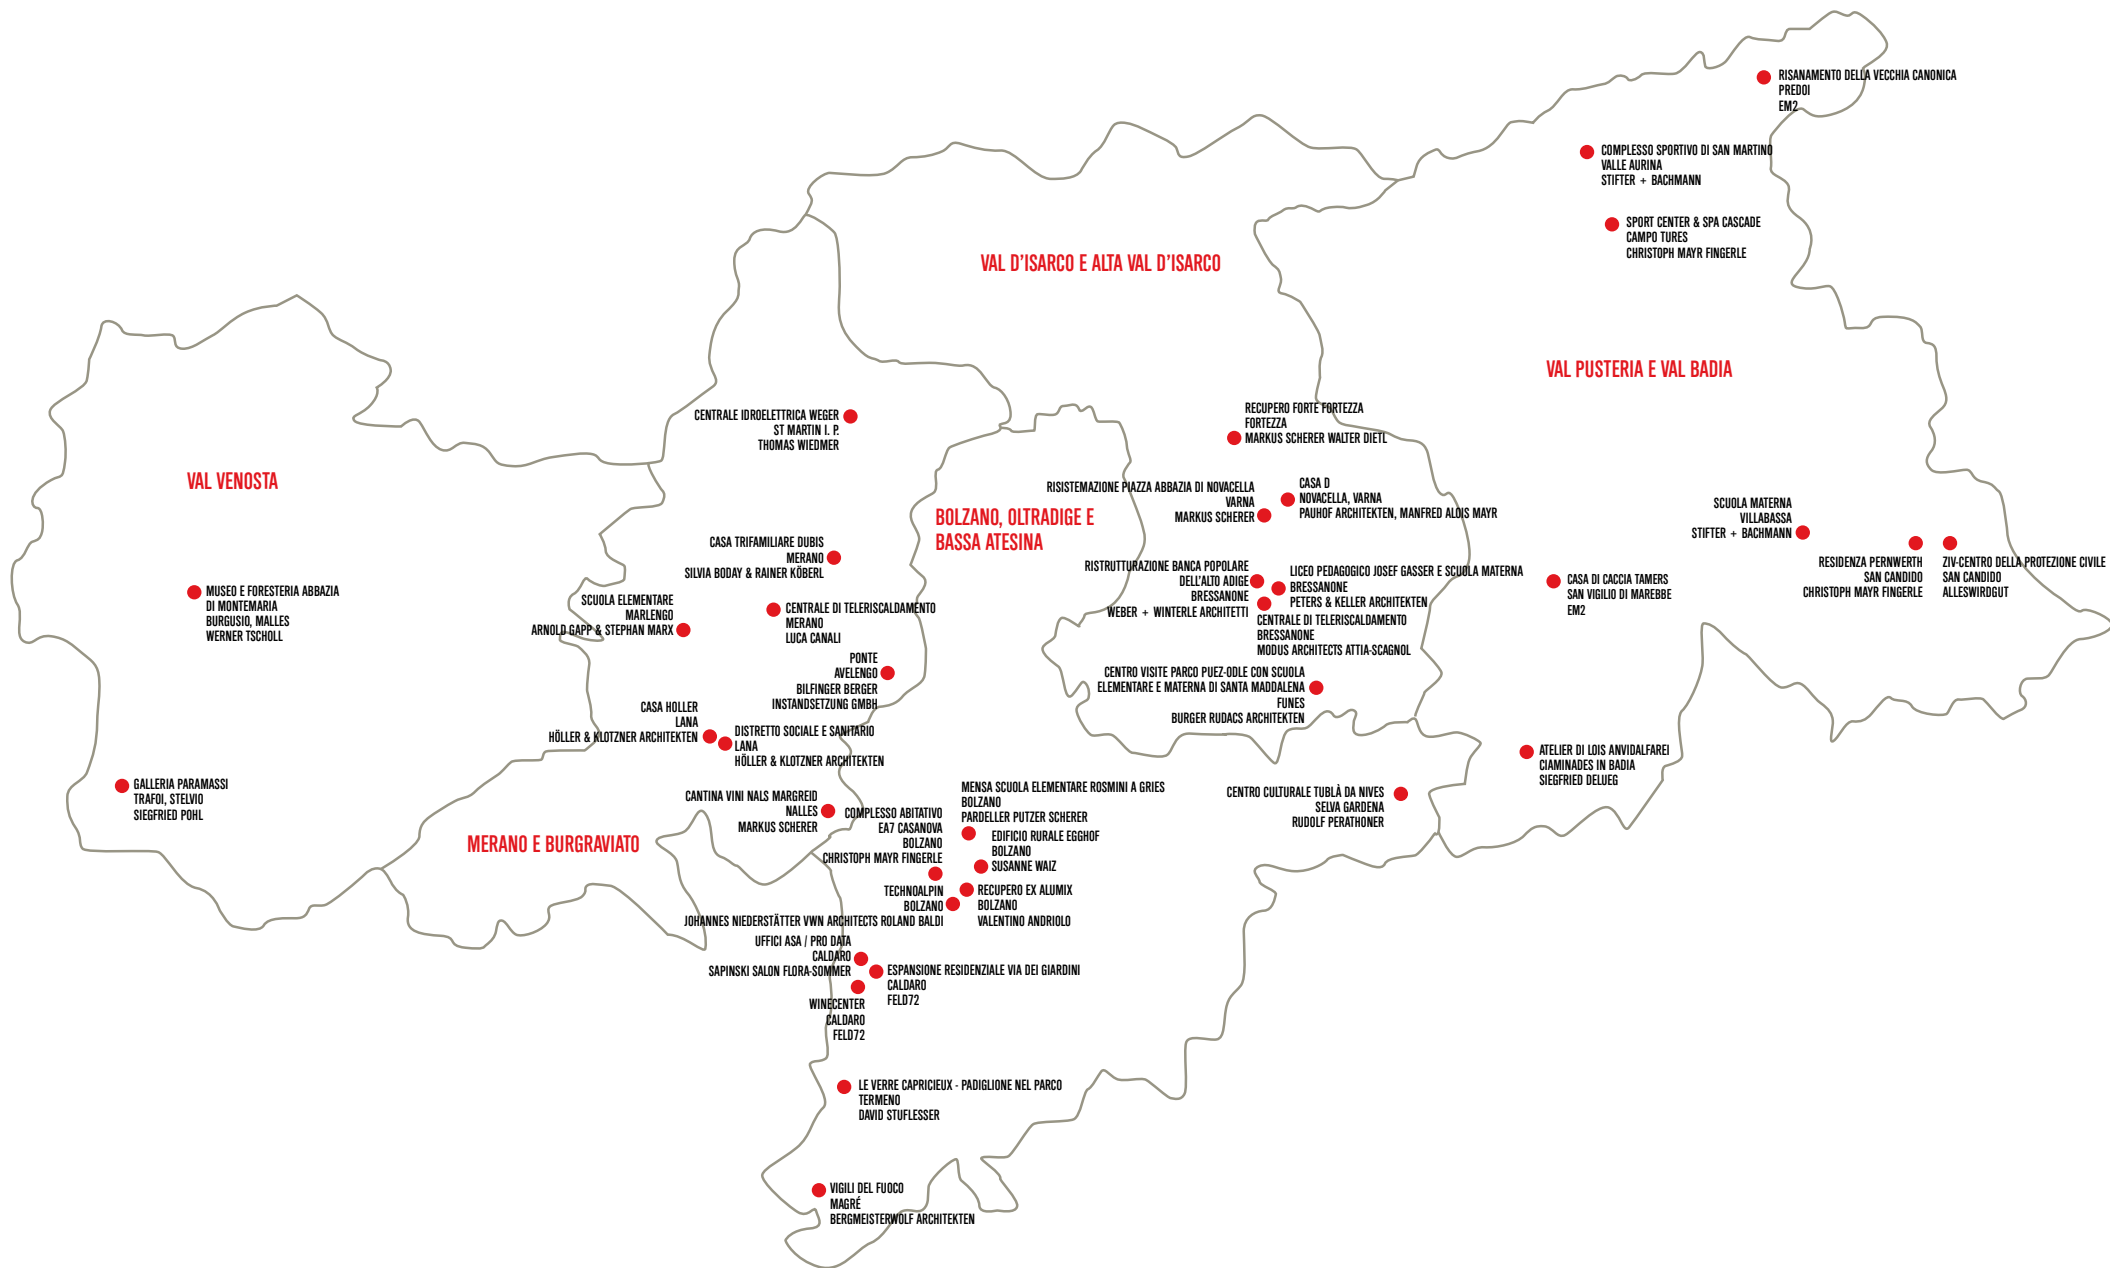 RISANAMENTO DELLA VECCHIA CANONICA
PREDOI
EM2
COMPLESSO SPORTIVO DI SAN MARTINO
VALLE AURINA
STIFTER + BACHMANN
SPORT CENTER & SPA CASCADE
CAMPO TURES
CHRISTOPH MAYR FINGERLE
VAL D'ISARCO E ALTA VAL D'ISARCO
VAL PUSTERIA E VAL BADIA
CENTRALE IDROELETTRICA WEGER
ST MARTIN I. P.
THOMAS WIEDMER
RECUPERO FORTE FORTEZZA
FORTEZZA
MARKUS SCHERER WALTER DIETL
VAL VENOSTA
RISISTEMAZIONE PIAZZA ABBAZIA DI NOVACELLA
VARNA
MARKUS SCHERER
CASA D
NOVACELLA, VARNA
PAUHOF ARCHITEKTEN, MANFRED ALOIS MAYR
SCUOLA MATERNA
VILLABASSA
STIFTER + BACHMANN
BOLZANO, OLTRADIGE E
BASSA ATESINA
CASA TRIFAMILIARE DUBIS
MERANO
SILVIA BODAY & RAINER KÖBERL
RESIDENZA PERNWERTH
SAN CANDIDO
CHRISTOPH MAYR FINGERLE
ZIV-CENTRO DELLA PROTEZIONE CIVILE
SAN CANDIDO
ALLESWIRDGUT
RISTRUTTURAZIONE BANCA POPOLARE
DELL'ALTO ADIGE
BRESSANONE
WEBER + WINTERLE ARCHITETTI
LICEO PEDAGOGICO JOSEF GASSER E SCUOLA MATERNA
BRESSANONE
PETERS & KELLER ARCHITEKTEN
CASA DI CACCIA TAMERS
SAN VIGILIO DI MAREBBE
EM2
MUSEO E FORESTERIA ABBAZIA
DI MONTEMARIA
BURGUSIO, MALLES
WERNER TSCHOLL
SCUOLA ELEMENTARE
MARLENGO
ARNOLD GAPP & STEPHAN MARX
CENTRALE DI TELERISCALDAMENTO
MERANO
LUCA CANALI
CENTRALE DI TELERISCALDAMENTO
BRESSANONE
MODUS ARCHITECTS ATTIA-SCAGNOL
PONTE
AVELENGO
BILFINGER BERGER
INSTANDSETZUNG GMBH
CENTRO VISITE PARCO PUEZ-ODLE CON SCUOLA
ELEMENTARE E MATERNA DI SANTA MADDALENA
FUNES
BURGER RUDACS ARCHITEKTEN
CASA HOLLER
LANA
HÖLLER & KLOTZNER ARCHITEKTEN
DISTRETTO SOCIALE E SANITARIO
LANA
HÖLLER & KLOTZNER ARCHITEKTEN
ATELIER DI LOIS ANVIDALFAREI
CIAMINADES IN BADIA
SIEGFRIED DELUEG
GALLERIA PARAMASSI
TRAFOI, STELVIO
SIEGFRIED POHL
CANTINA VINI NALS MARGREID
NALLES
MARKUS SCHERER
MENSA SCUOLA ELEMENTARE ROSMINI A GRIES
BOLZANO
PARDELLER PUTZER SCHERER
CENTRO CULTURALE TUBLÀ DA NIVES
SELVA GARDENA
RUDOLF PERATHONER
COMPLESSO ABITATIVO
EA7 CASANOVA
BOLZANO
CHRISTOPH MAYR FINGERLE
MERANO E BURGRAVIATO
EDIFICIO RURALE EGGHOF
BOLZANO
SUSANNE WAIZ
TECHNOALPIN
BOLZANO
JOHANNES NIEDERSTÄTTER VWN ARCHITECTS ROLAND BALDI
RECUPERO EX ALUMIX
BOLZANO
VALENTINO ANDRIOLO
UFFICI ASA / PRO DATA
CALDARO
SAPINSKI SALON FLORA-SOMMER
ESPANSIONE RESIDENZIALE VIA DEI GIARDINI
CALDARO
FELD72
WINECENTER
CALDARO
FELD72
LE VERRE CAPRICIEUX - PADIGLIONE NEL PARCO
TERMENO
DAVID STUFLESSER
VIGILI DEL FUOCO
MAGRÉ
BERGMEISTERWOLF ARCHITEKTEN